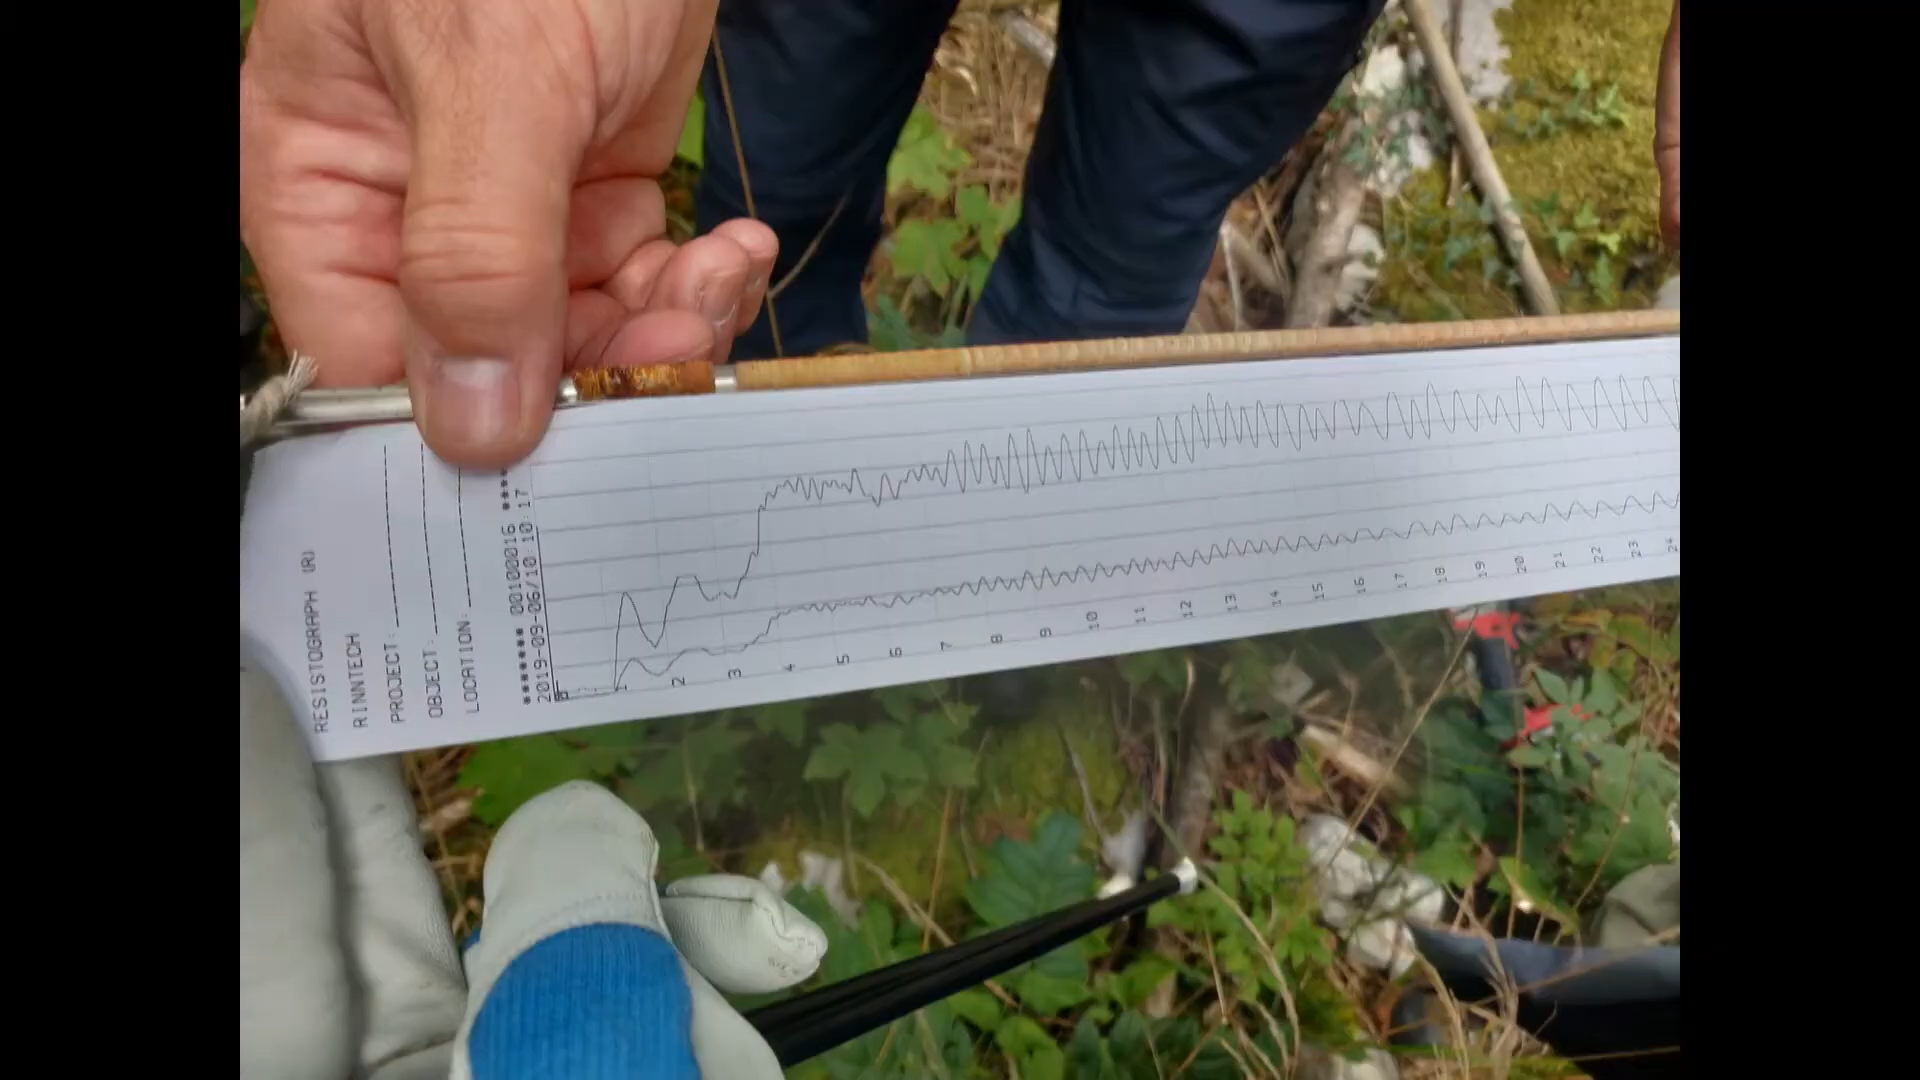 RESISTOGRAPH (R)
RINNTECH
PROJECT:
OBJECT:
LOCATION:
******* 00100016 ****
2019-09-06/10:10:17
0 1 2 3 4 5 6 7 8 9 10 11 12 13 14 15 16 17 18 19 20 21 22 23 24